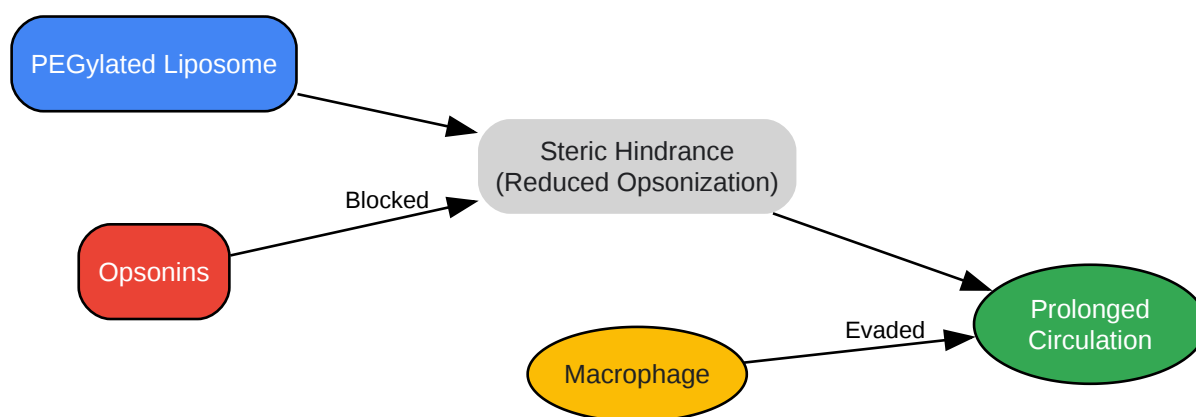 PEGylated Liposome
Steric Hindrance
(Reduced Opsonization)
Blocked
Opsonins
Prolonged
Circulation
Evaded
Macrophage